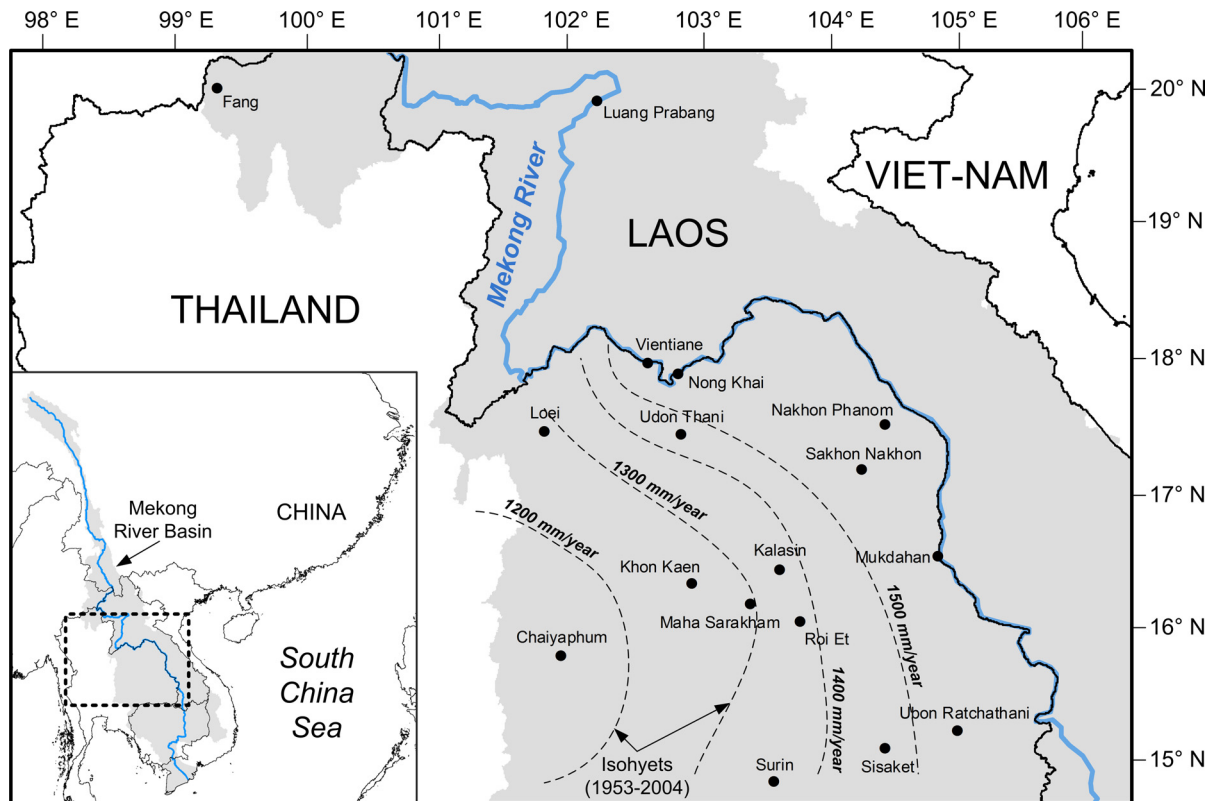 98° E 99° E 100° E 101° E 102° E 103° E 104° E 105° E 106° E
20° N
Fang
Luang Prabang
VIET-NAM
Mekong River
19° N
LAOS
THAILAND
Vientiane
18° N
Nong Khai
Loei
Udon Thani
Nakhon Phanom
Sakhon Nakhon
1300 mm/year
17° N
1200 mm/year
CHINA
Mekong
River Basin
Kalasin
Mukdahan
Khon Kaen
1500 mm/year
Maha Sarakham
Roi Et
16° N
Chaiyaphum
South
China
Sea
1400 mm/year
Ubon Ratchathani
15° N
Isohyets
(1953-2004)
Surin
Sisaket